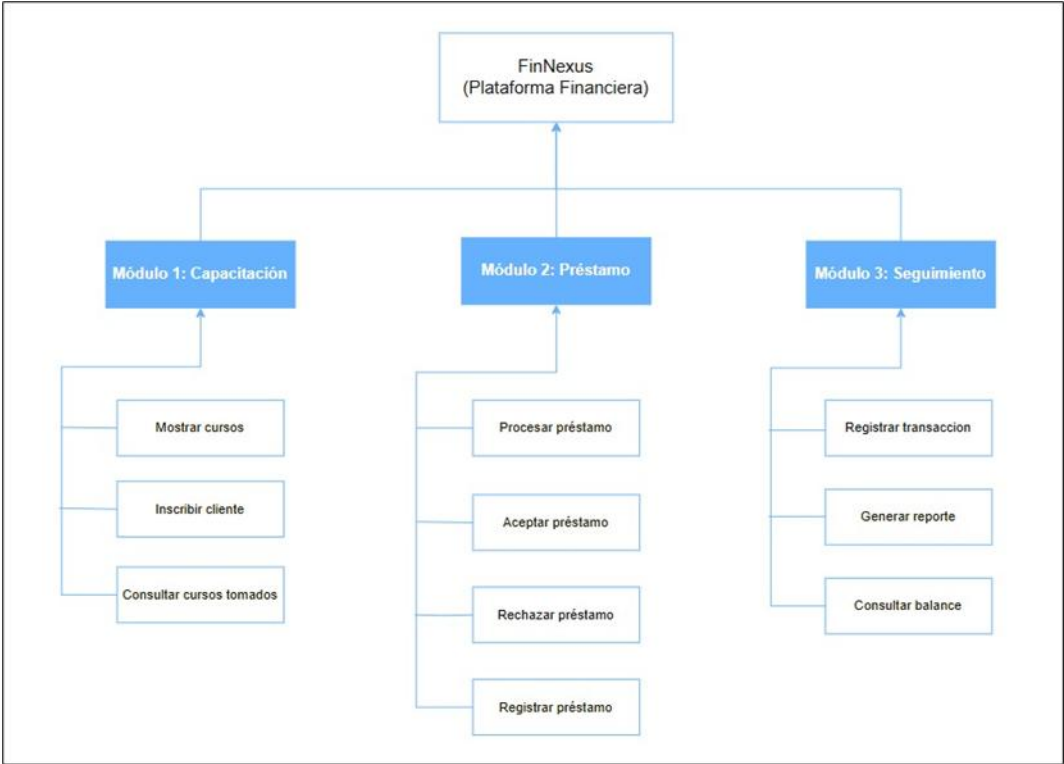 FinNexus
(Plataforma Financiera)
Módulo 1: Capacitación
Módulo 2: Préstamo
Módulo 3: Seguimiento
Mostrar cursos
Inscribir cliente
Consultar cursos tomados
Procesar préstamo
Aceptar préstamo
Rechazar préstamo
Registrar préstamo
Registrar transaccion
Generar reporte
Consultar balance